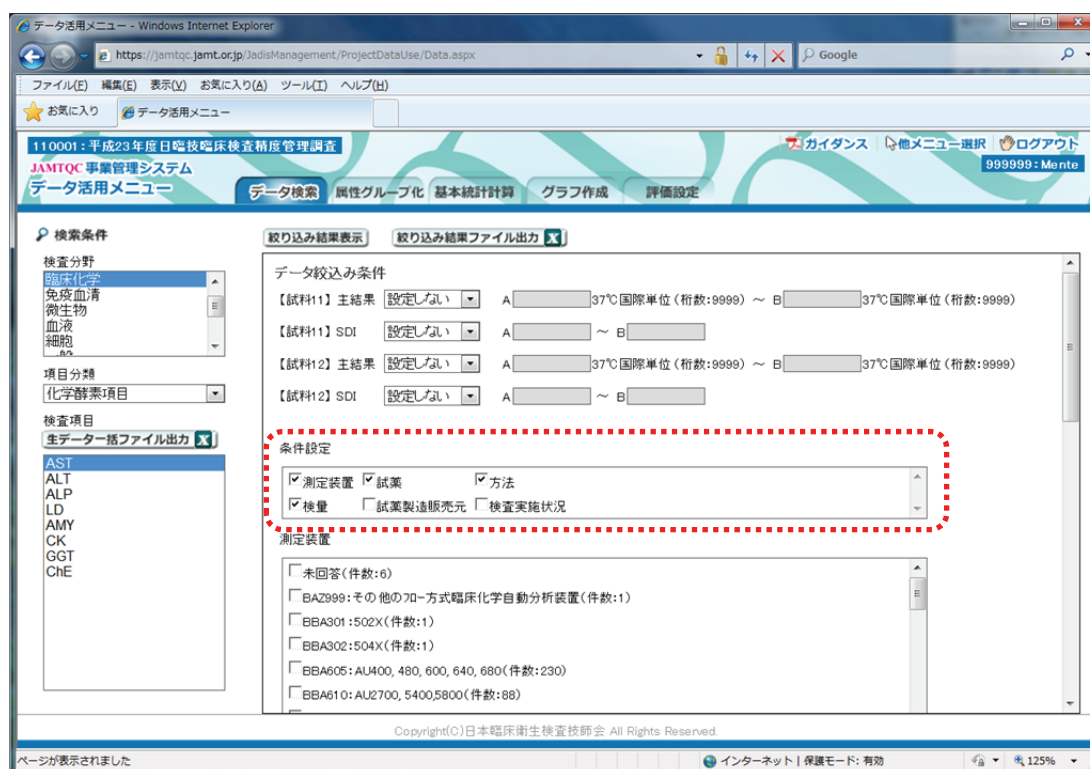 データ活用メニュー - Windows Internet Explorer
https://jamtqc.jamt.or.jp/JadisManagement/ProjectDataUse/Data.aspx
Google
ファイル(F) 編集(E) 表示(V) お気に入り(A) ツール(T) ヘルプ(H)
お気に入り データ活用メニュー
110001:平成23年度日臨技臨床検査精度管理調査
ガイダンス 他メニュー選択 ログアウト
JAMTQC 事業管理システム
999999:Mente
データ活用メニュー
データ検索 属性グループ化 基本統計計算 グラフ作成 評価設定
検索条件
絞り込み結果表示 絞り込み結果ファイル出力
検査分野
臨床化学
免疫血清
微生物
血液
細胞
項目分類
化学酵素項目
検査項目
生データ一括ファイル出力
AST
ALT
ALP
LD
AMY
CK
GGT
ChE
データ絞込み条件
【試料11】主結果 設定しない A 37℃国際単位(桁数:9999) ~ B 37℃国際単位(桁数:9999)
【試料11】SDI 設定しない A ~ B
【試料12】主結果 設定しない A 37℃国際単位(桁数:9999) ~ B 37℃国際単位(桁数:9999)
【試料12】SDI 設定しない A ~ B
条件設定
測定装置 試薬 方法
検量 試薬製造販売元 検査実施状況
測定装置
未回答(件数:6)
BAZ999:その他のフロー方式臨床化学自動分析装置(件数:1)
BBA301:502X(件数:1)
BBA302:504X(件数:1)
BBA605:AU400, 480, 600, 640, 680(件数:230)
BBA610:AU2700, 5400,5800(件数:88)
Copyright(C)日本臨床衛生検査技師会 All Rights Reserved.
ページが表示されました
インターネット | 保護モード: 有効
125%